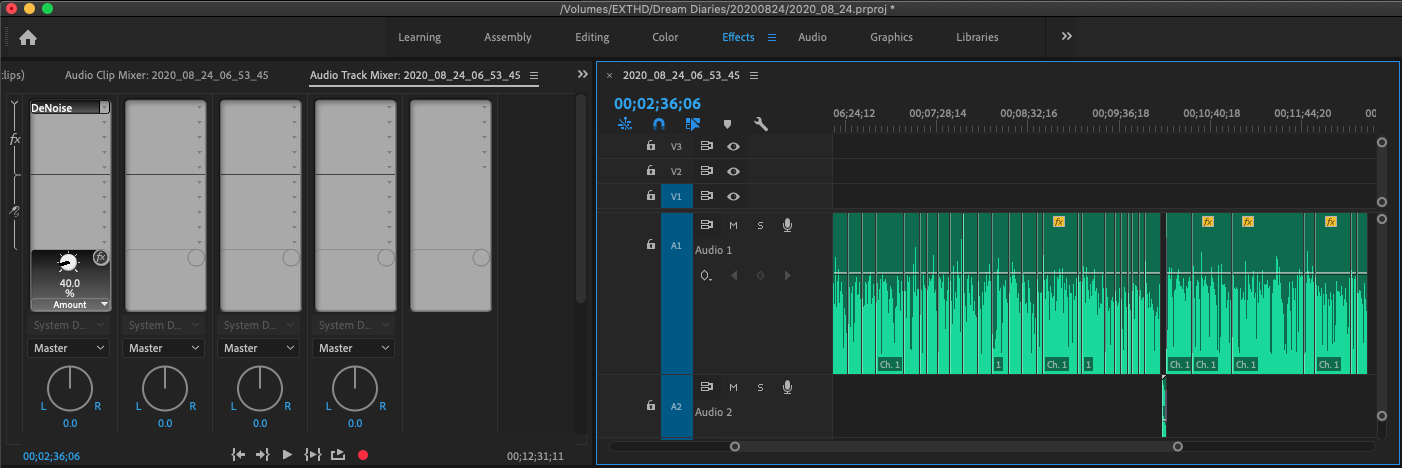 /Volumes/EXTHD/Dream Diaries/20200824/2020_08_24.prproj *
Learning Assembly Editing Color Effects Audio Graphics Libraries
:lips) Audio Clip Mixer: 2020_08_24_06_53_45 Audio Track Mixer: 2020_08_24_06_53_45
DeNoise
fx
fx
40.0
%
Amount
System D... System D... System D... System D...
Master Master Master Master
L R L R L R L R
0.0 0.0 0.0 0.0
00;02;36;06 00;12;31;11
× 2020_08_24_06_53_45
00;02;36;06
06;24;12 00;07;28;14 00;08;32;16 00;09;36;18 00;10;40;18 00;11;44;20 00
V3
V2
V1
A1 M S
Audio 1
fx fx fx fx
Ch. 1 1 Ch. 1 1 Ch. 1 Ch. 1 Ch. 1 Ch. 1
A2 M S
Audio 2